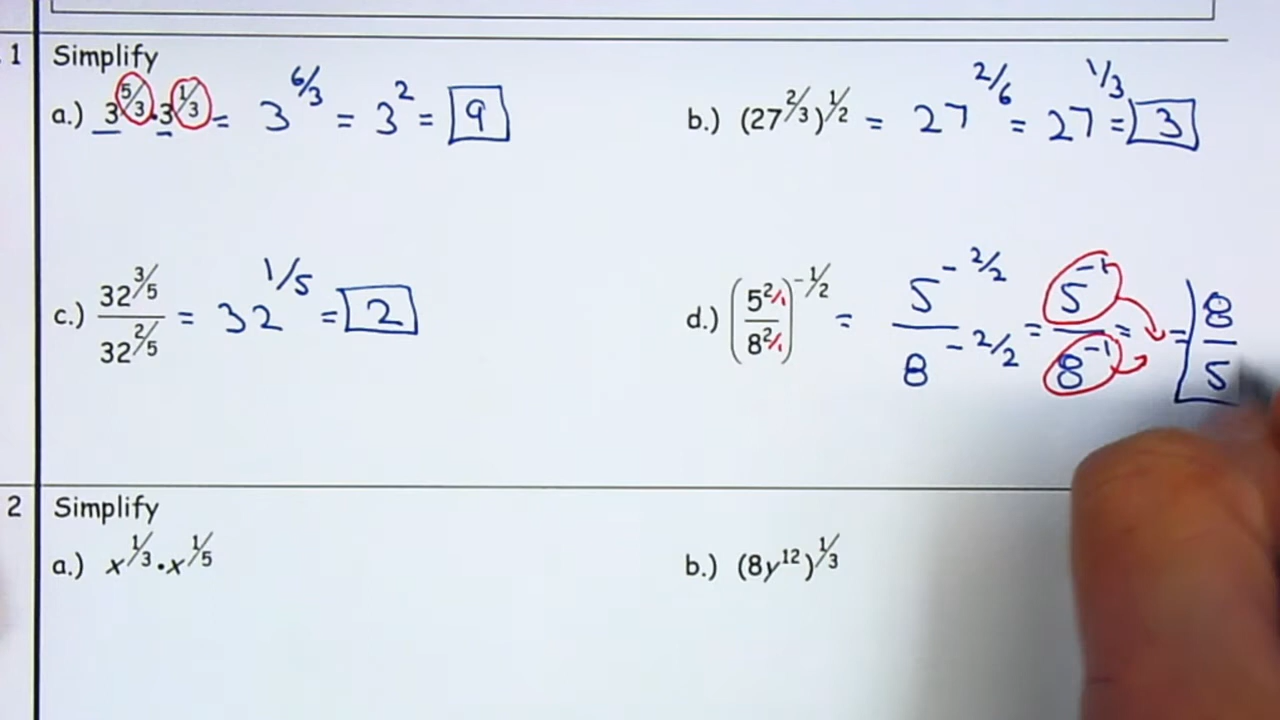 1 Simplify
a.) 3^(5/3)·3^(1/3) = 3^(6/3) = 3^2 = 9
b.) (27^(2/3))^(1/2) = 27^(2/6) = 27^(1/3) = 3
c.) 32^(3/5)/32^(2/5) = 32^(1/5) = 2
d.) (5^(2/1)/8^(2/1))^(-1/2) = 5^(-2/2)/8^(-2/2) = 5^(-1)/8^(-1) = = 8/5
2 Simplify
a.) x^(1/3)·x^(1/5)
b.) (8y^12)^(1/3)